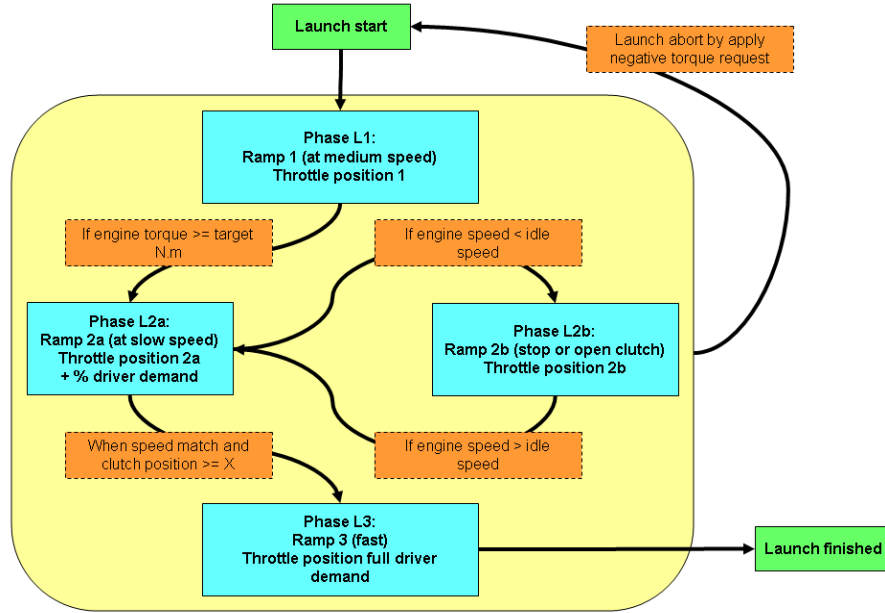 Launch start
Launch abort by apply
negative torque request
Phase L1:
Ramp 1 (at medium speed)
Throttle position 1
If engine torque >= target
N.m
If engine speed < idle
speed
Phase L2a:
Ramp 2a (at slow speed)
Throttle position 2a
+ % driver demand
Phase L2b:
Ramp 2b (stop or open clutch)
Throttle position 2b
When speed match and
clutch position >= X
If engine speed > idle
speed
Phase L3:
Ramp 3 (fast)
Throttle position full driver
demand
Launch finished